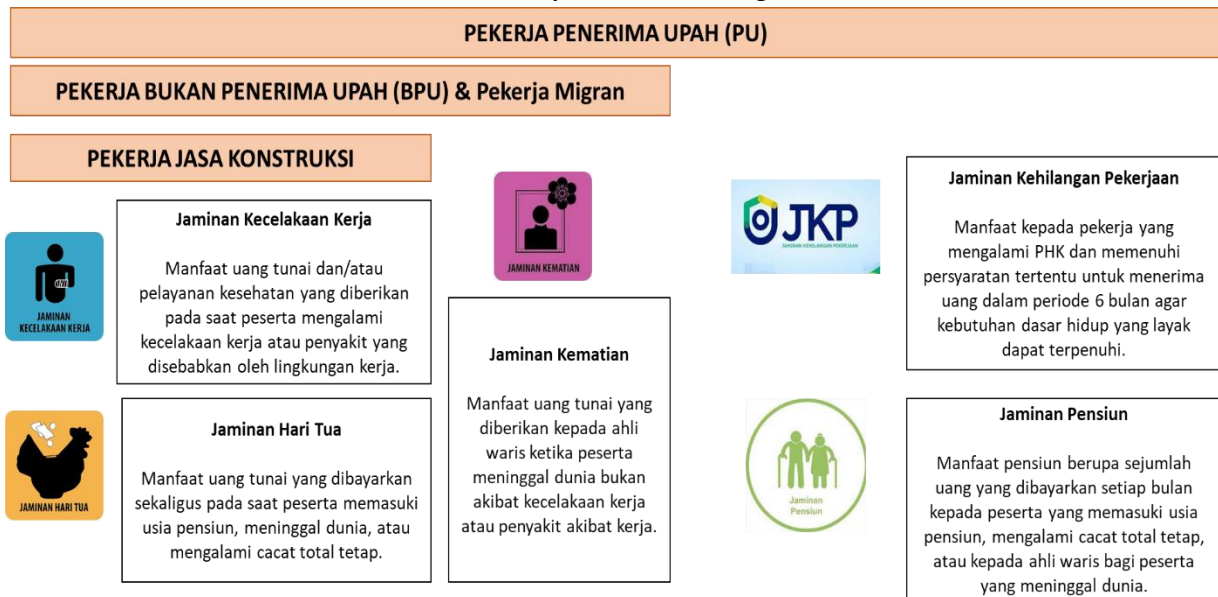 PEKERJA PENERIMA UPAH (PU)
PEKERJA BUKAN PENERIMA UPAH (BPU) & Pekerja Migran
PEKERJA JASA KONSTRUKSI
JAMINAN
KECELAKAAN KERJA
Jaminan Kecelakaan Kerja
Manfaat uang tunai dan/atau
pelayanan kesehatan yang diberikan
pada saat peserta mengalami
kecelakaan kerja atau penyakit yang
disebabkan oleh lingkungan kerja.
JAMINAN HARI TUA
Jaminan Hari Tua
Manfaat uang tunai yang dibayarkan
sekaligus pada saat peserta memasuki
usia pensiun, meninggal dunia, atau
mengalami cacat total tetap.
JAMINAN KEMATIAN
Jaminan Kematian
Manfaat uang tunai yang
diberikan kepada ahli
waris ketika peserta
meninggal dunia bukan
akibat kecelakaan kerja
atau penyakit akibat kerja.
JKP
JAMINAN KEHILANGAN PEKERJAAN
Jaminan Kehilangan Pekerjaan
Manfaat kepada pekerja yang
mengalami PHK dan memenuhi
persyaratan tertentu untuk menerima
uang dalam periode 6 bulan agar
kebutuhan dasar hidup yang layak
dapat terpenuhi.
Jaminan
Pensiun
Jaminan Pensiun
Manfaat pensiun berupa sejumlah
uang yang dibayarkan setiap bulan
kepada peserta yang memasuki usia
pensiun, mengalami cacat total tetap,
atau kepada ahli waris bagi peserta
yang meninggal dunia.